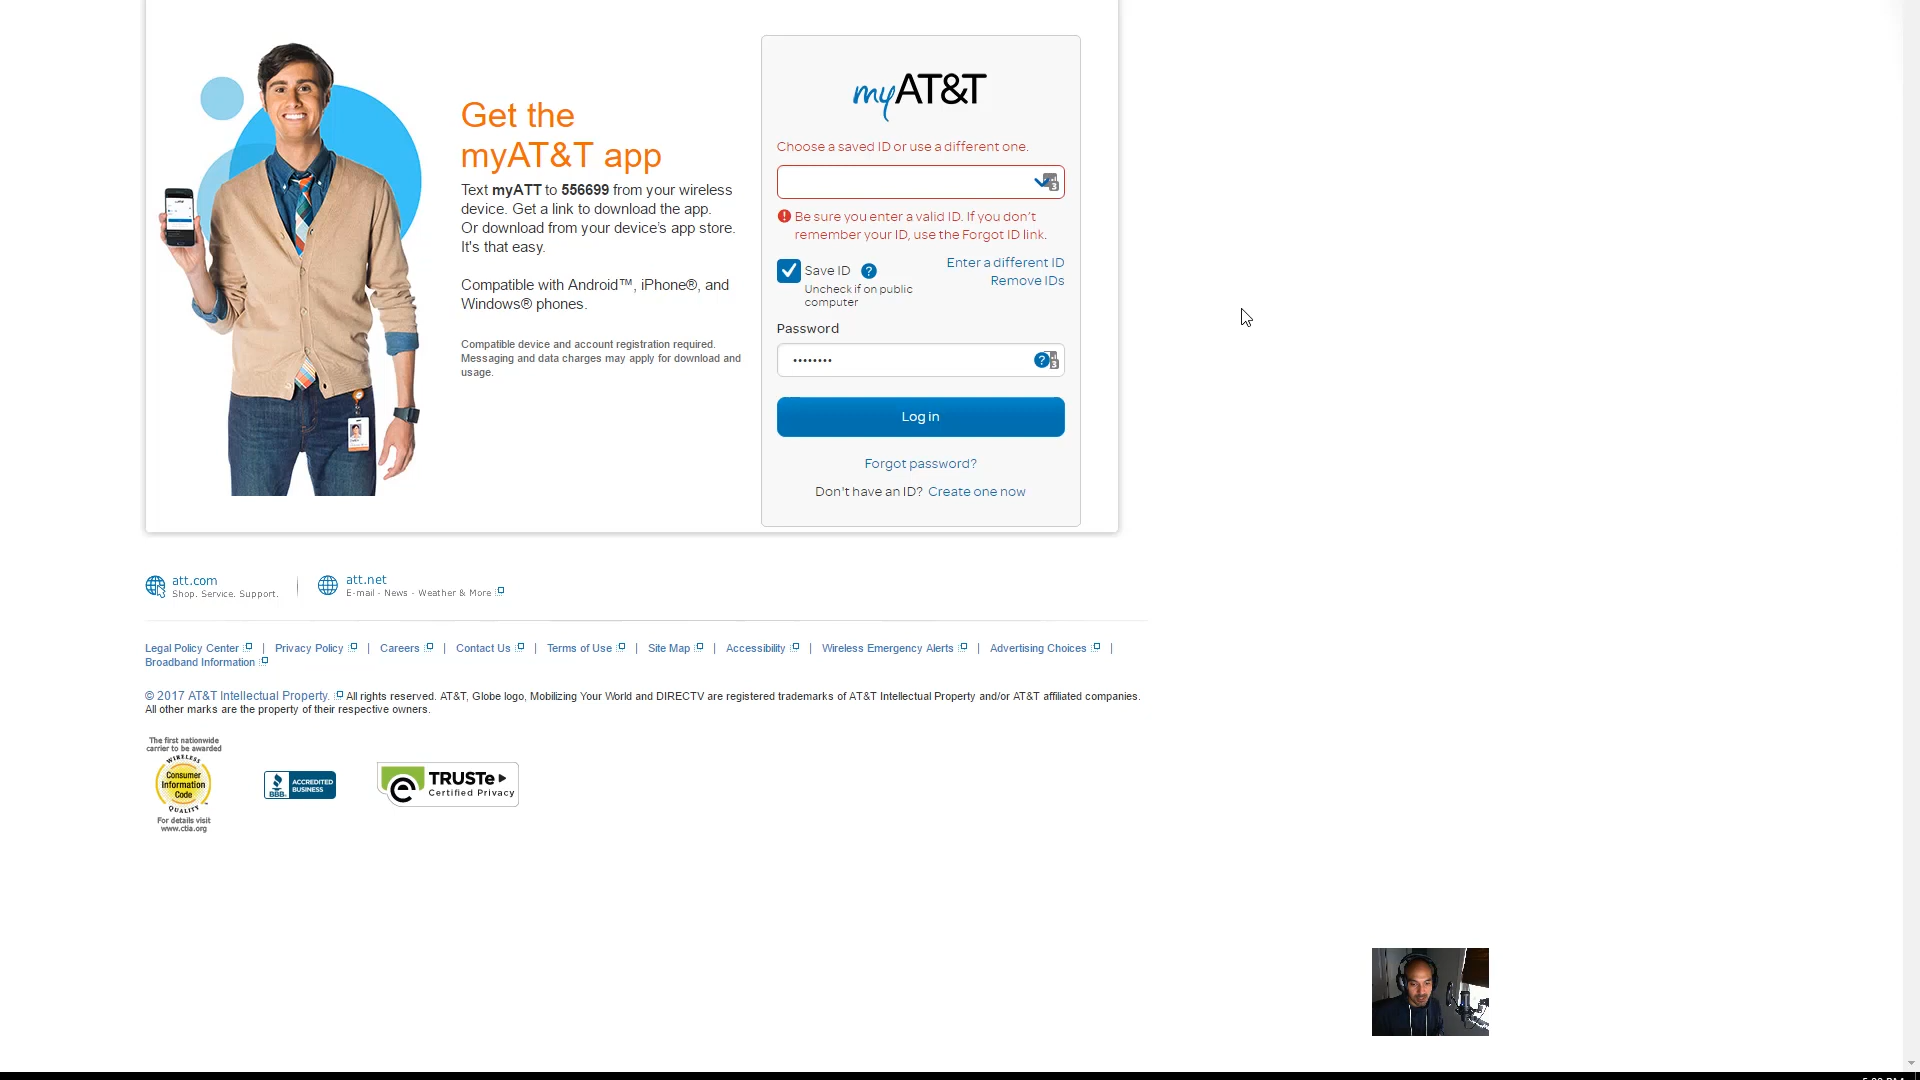 Get the
myAT&T app
Text myATT to 556699 from your wireless
device. Get a link to download the app.
Or download from your device's app store.
It's that easy.
Compatible with Android™, iPhone®, and
Windows® phones.
Compatible device and account registration required.
Messaging and data charges may apply for download and
usage.
myAT&T
Choose a saved ID or use a different one.
Be sure you enter a valid ID. If you don't
remember your ID, use the Forgot ID link.
Save ID ?
Uncheck if on public
computer
Enter a different ID
Remove IDs
Password
••••••••
Log in
Forgot password?
Don't have an ID? Create one now
att.com
Shop. Service. Support.
att.net
E-mail - News - Weather & More
Legal Policy Center | Privacy Policy | Careers | Contact Us | Terms of Use | Site Map | Accessibility | Wireless Emergency Alerts | Advertising Choices |
Broadband Information
© 2017 AT&T Intellectual Property. All rights reserved. AT&T, Globe logo, Mobilizing Your World and DIRECTV are registered trademarks of AT&T Intellectual Property and/or AT&T affiliated companies.
All other marks are the property of their respective owners.
The first nationwide
carrier to be awarded
WIRELESS
Consumer
Information
Code
QUALITY
For details visit
www.ctia.org
BBB
ACCREDITED
BUSINESS
TRUSTe
Certified Privacy